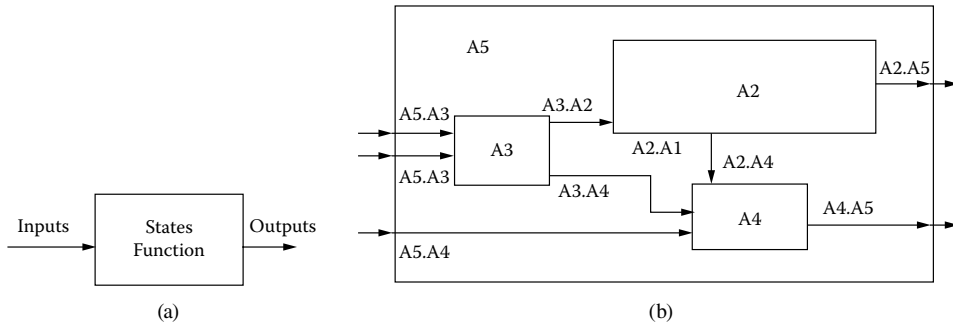 Inputs
States
Function
Outputs
(a)
A5
A5.A3
A5.A3
A3
A3.A2
A3.A4
A2
A2.A1
A2.A4
A2.A5
A4
A4.A5
A5.A4
(b)